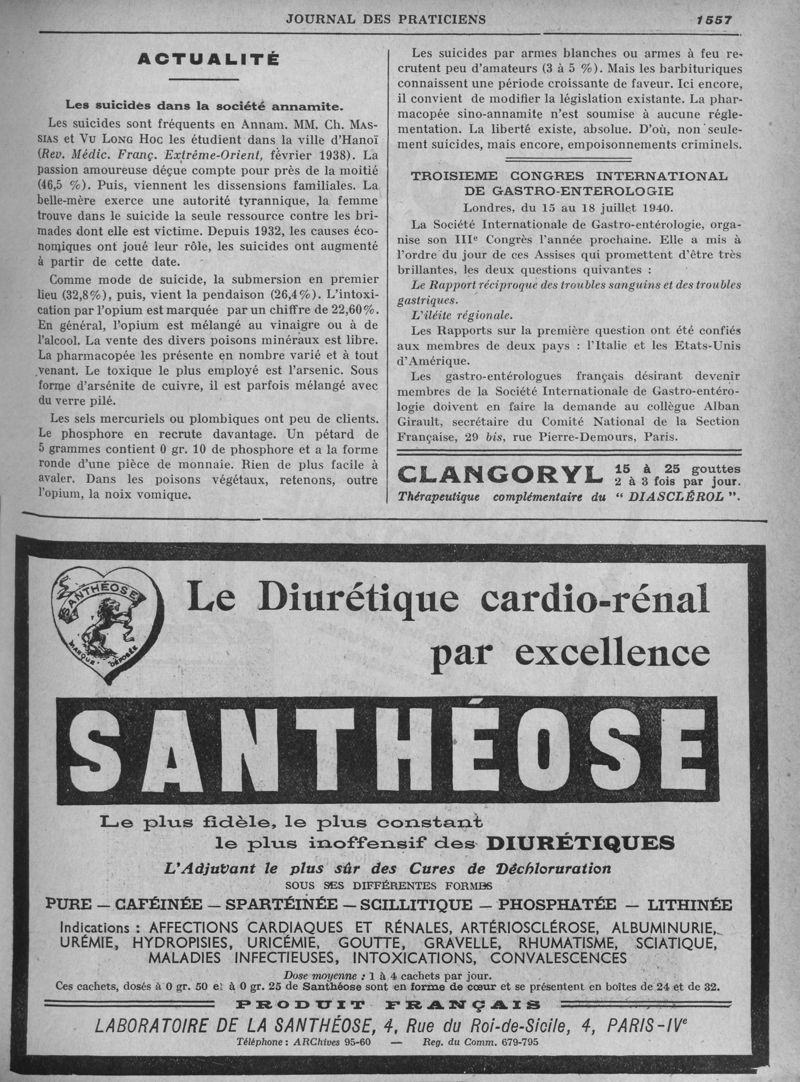 JOURNAL DES PRATICIENS 1557
ACTUALITÉ
Les suicides dans la société annamite.
Les suicides sont fréquents en Annam. MM. Ch. MAS-
SIAS et VU LONG HOC les étudient dans la ville d'Hanoï
(Rev. Médic. Franç. Extrême-Orient, février 1938). La
passion amoureuse déçue compte pour près de la moitié
(46,5 %). Puis, viennent les dissensions familiales. La
belle-mère exerce une autorité tyrannique, la femme
trouve dans le suicide la seule ressource contre les bri-
mades dont elle est victime. Depuis 1932, les causes éco-
nomiques ont joué leur rôle, les suicides ont augmenté
à partir de cette date.
Comme mode de suicide, la submersion en premier
lieu (32,8%), puis, vient la pendaison (26,4%). L'intoxi-
cation par l'opium est marquée par un chiffre de 22,60%.
En général, l'opium est mélangé au vinaigre ou à de
l'alcool. La vente des divers poisons minéraux est libre.
La pharmacopée les présente en nombre varié et à tout
venant. Le toxique le plus employé est l'arsenic. Sous
forme d'arsénite de cuivre, il est parfois mélangé avec
du verre pilé.
Les sels mercuriels ou plombiques ont peu de clients.
Le phosphore en recrute davantage. Un pétard de
5 grammes contient 0 gr. 10 de phosphore et a la forme
ronde d'une pièce de monnaie. Rien de plus facile à
avaler. Dans les poisons végétaux, retenons, outre
l'opium, la noix vomique.
Les suicides par armes blanches ou armes à feu re-
crutent peu d'amateurs (3 à 5 %). Mais les barbituriques
connaissent une période croissante de faveur. Ici encore,
il convient de modifier la législation existante. La phar-
macopée sino-annamite n'est soumise à aucune régle-
mentation. La liberté existe, absolue. D'où, non seule-
ment suicides, mais encore, empoisonnements criminels.
TROISIEME CONGRES INTERNATIONAL
DE GASTRO-ENTEROLOGIE
Londres, du 15 au 18 juillet 1940.
La Société Internationale de Gastro-entérologie, orga-
nise son IIIe Congrès l'année prochaine. Elle a mis à
l'ordre du jour de ces Assises qui promettent d'être très
brillantes, les deux questions quivantes :
Le Rapport réciproque des troubles sanguins et des troubles
gastriques.
L'iléite régionale.
Les Rapports sur la première question ont été confiés
aux membres de deux pays : l'Italie et les Etats-Unis
d'Amérique.
Les gastro-entérologues français désirant devenir
membres de la Société Internationale de Gastro-entéro-
logie doivent en faire la demande au collègue Alban
Girault, secrétaire du Comité National de la Section
Française, 29 bis, rue Pierre-Demours, Paris.
CLANGORYL 15 à 25 gouttes
2 à 3 fois par jour.
Thérapeutique complémentaire du “ DIASCLÉROL ”.
SANTHÉOSE
MARQUE DÉPOSÉE
Le Diurétique cardio-rénal
par excellence
SANTHÉOSE
Le plus fidèle, le plus constant
le plus inoffensif des DIURÉTIQUES
L'Adjuvant le plus sûr des Cures de Déchloruration
SOUS SES DIFFÉRENTES FORMES
PURE — CAFÉINÉE — SPARTÉINÉE — SCILLITIQUE — PHOSPHATÉE — LITHINÉE
Indications : AFFECTIONS CARDIAQUES ET RÉNALES, ARTÉRIOSCLÉROSE, ALBUMINURIE,
URÉMIE, HYDROPISIES, URICÉMIE, GOUTTE, GRAVELLE, RHUMATISME, SCIATIQUE,
MALADIES INFECTIEUSES, INTOXICATIONS, CONVALESCENCES
Dose moyenne : 1 à 4 cachets par jour.
Ces cachets, dosés à 0 gr. 50 et à 0 gr. 25 de Santhéose sont en forme de cœur et se présentent en boîtes de 24 et de 32.
PRODUIT FRANÇAIS
LABORATOIRE DE LA SANTHÉOSE, 4, Rue du Roi-de-Sicile, 4, PARIS-IVe
Téléphone : ARChives 95-60 — Reg. du Comm. 679-795